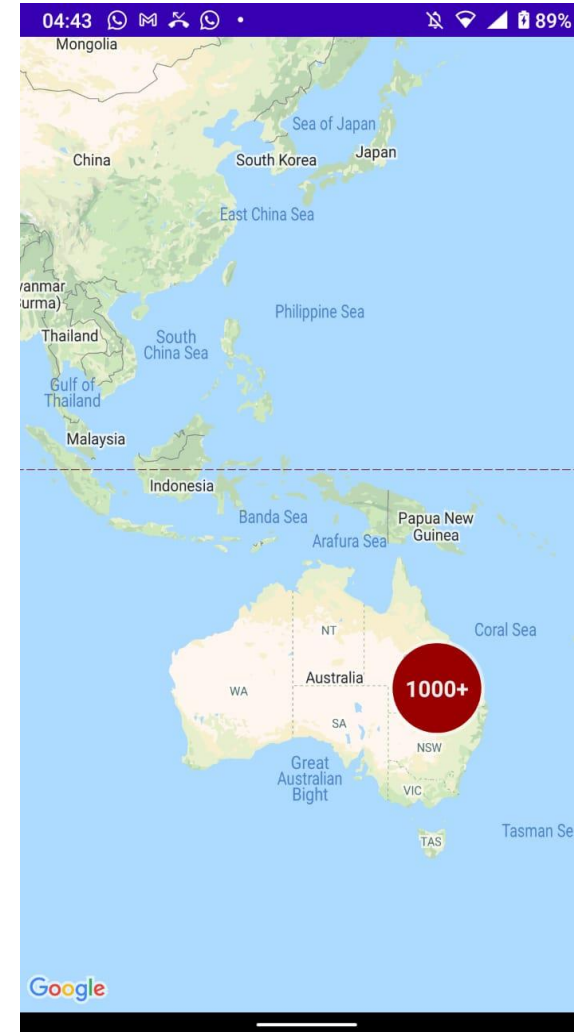 04:43 89%
Mongolia
Sea of Japan
China
South Korea
Japan
East China Sea
yanmar
urma)
Philippine Sea
Thailand
South
China Sea
Gulf of
Thailand
Malaysia
Indonesia
Banda Sea
Papua New
Guinea
Arafura Sea
NT
Coral Sea
Australia
WA
1000+
SA
NSW
Great
Australian
Bight
VIC
Tasman Se
TAS
Google